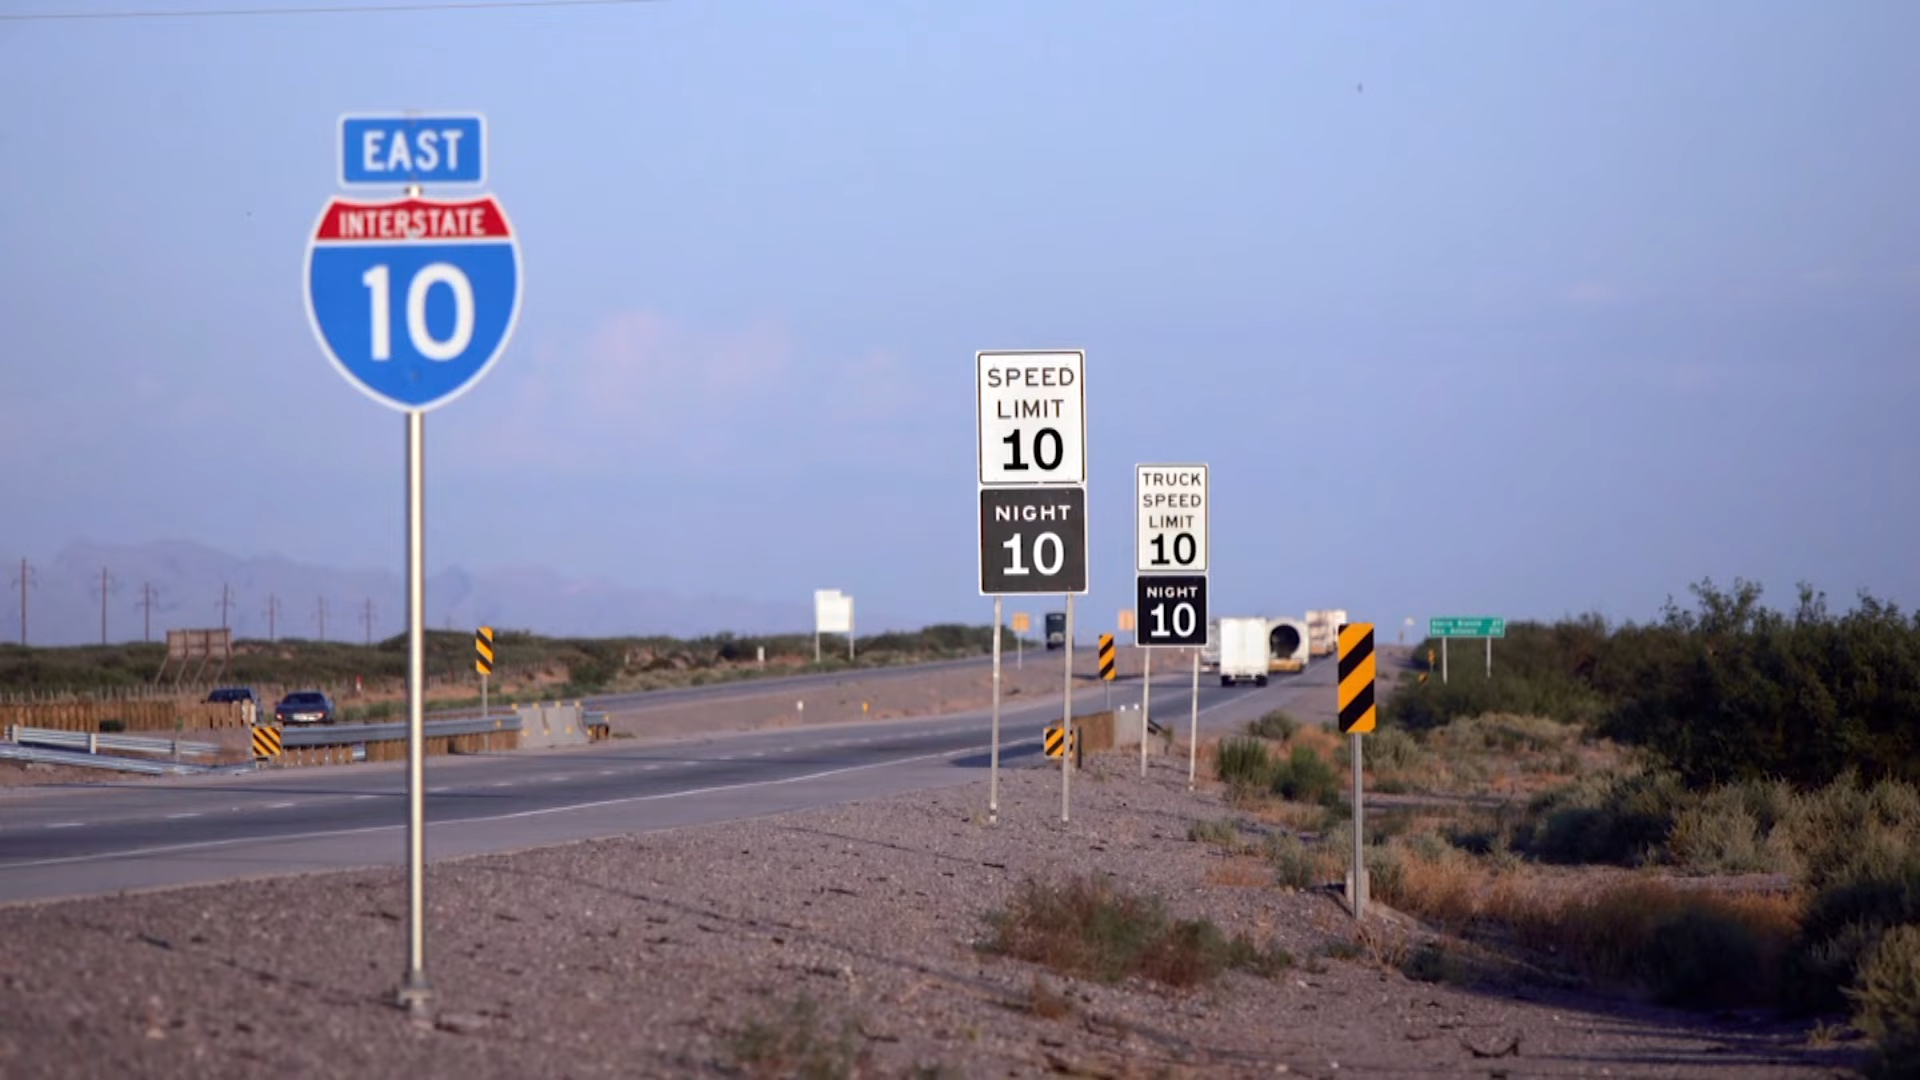 EAST
INTERSTATE
10
SPEED
LIMIT
10
NIGHT
10
TRUCK
SPEED
LIMIT
10
NIGHT
10